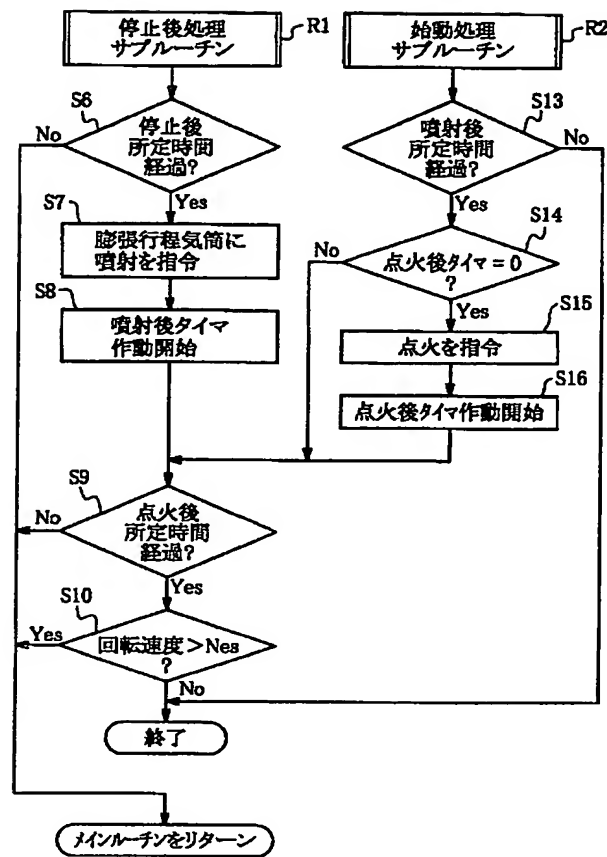 停止後処理
サブルーチン
R1
始動処理
サブルーチン
R2
S6
停止後
所定時間
経過?
No
Yes
S13
噴射後
所定時間
経過?
No
Yes
S7
膨張行程気筒に
噴射を指令
S14
点火後タイマ=0
?
No
Yes
S8
噴射後タイマ
作動開始
S15
点火を指令
S16
点火後タイマ作動開始
S9
点火後
所定時間
経過?
No
Yes
S10
回転速度>Nes
?
Yes
No
終了
メインルーチンをリターン